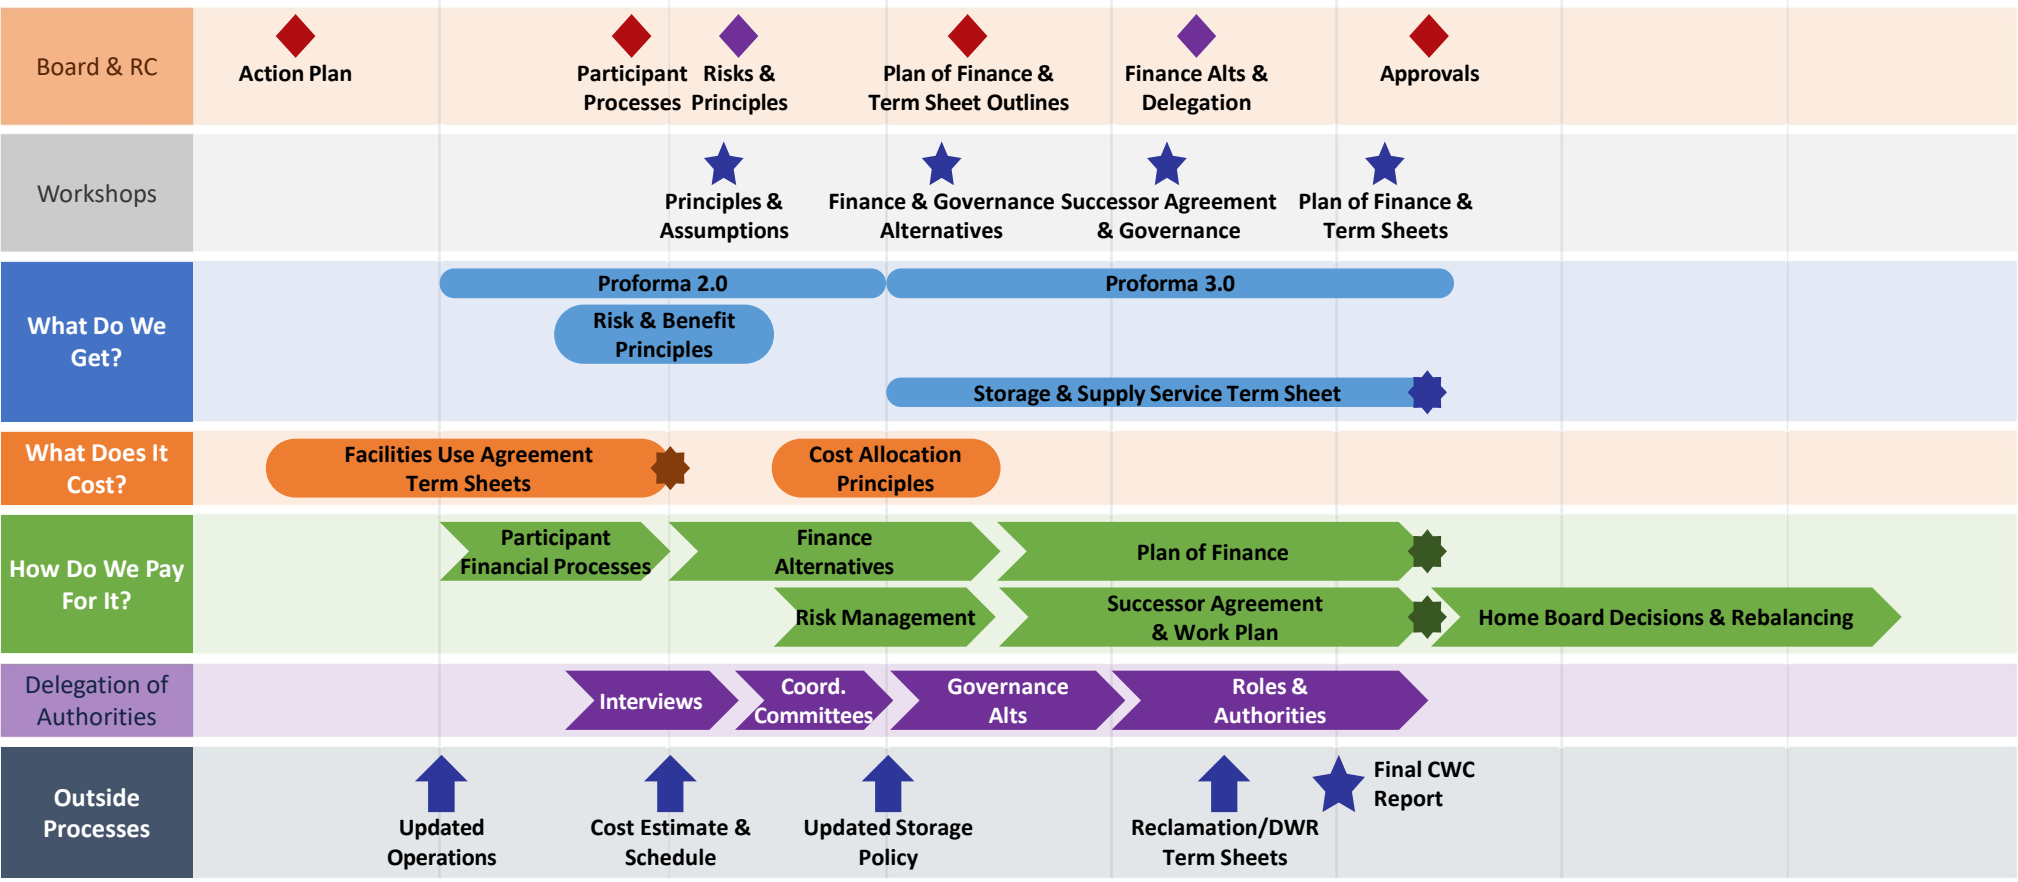 Board & RC
Action Plan
Participant
Processes
Risks &
Principles
Plan of Finance &
Term Sheet Outlines
Finance Alts &
Delegation
Approvals
Workshops
Principles &
Assumptions
Finance & Governance
Alternatives
Successor Agreement
& Governance
Plan of Finance &
Term Sheets
What Do We
Get?
Proforma 2.0
Proforma 3.0
Risk & Benefit
Principles
Storage & Supply Service Term Sheet
What Does It
Cost?
Facilities Use Agreement
Term Sheets
Cost Allocation
Principles
How Do We Pay
For It?
Participant
Financial Processes
Finance
Alternatives
Plan of Finance
Risk Management
Successor Agreement
& Work Plan
Home Board Decisions & Rebalancing
Delegation of
Authorities
Interviews
Coord.
Committees
Governance
Alts
Roles &
Authorities
Outside
Processes
Updated
Operations
Cost Estimate &
Schedule
Updated Storage
Policy
Reclamation/DWR
Term Sheets
Final CWC
Report